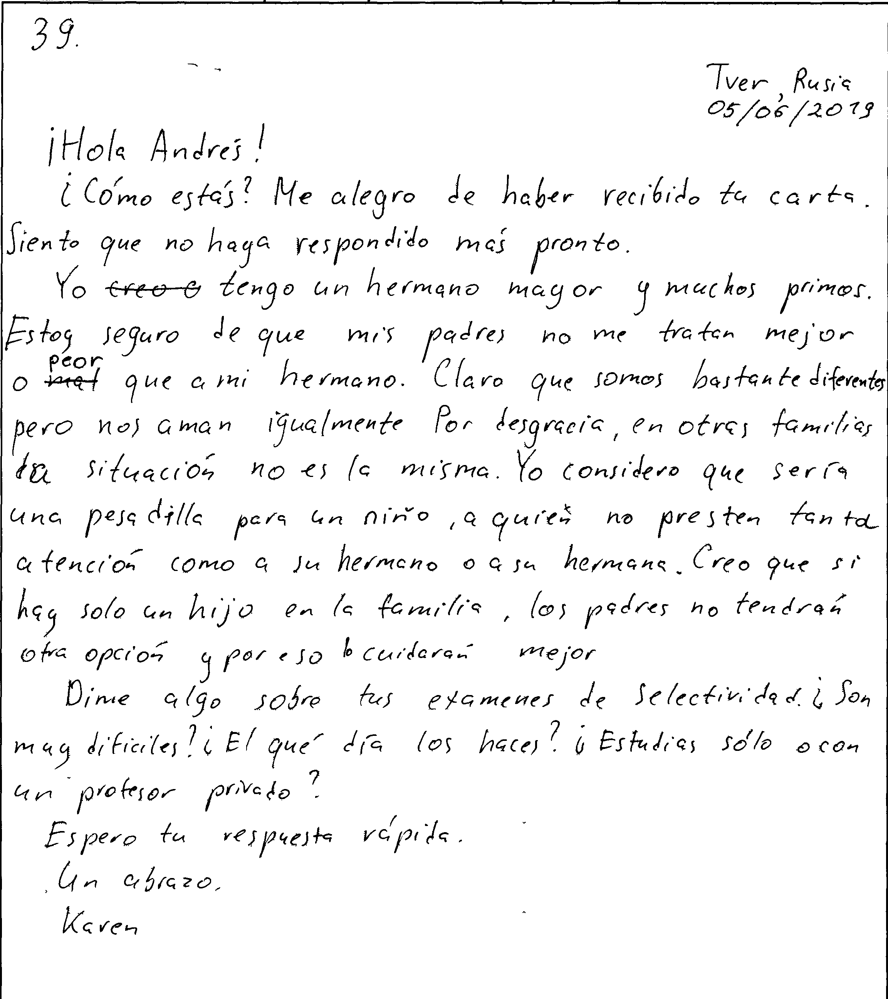 39.
Tver, Rusia
05/06/2019
¡Hola Andrés!
¿Cómo estás? Me alegro de haber recibido tu carta.
Siento que no haya respondido más pronto.
Yo creo q tengo un hermano mayor y muchos primos.
Estoy seguro de que mis padres no me tratan mejor
peor
o mal que a mi hermano. Claro que somos bastante diferentes
pero nos aman igualmente Por desgracia, en otras familias
la situación no es la misma. Yo considero que sería
una pesadilla para un niño, a quien no presten tanta
atención como a su hermano o a su hermana. Creo que si
hay solo un hijo en la familia, los padres no tendrán
otra opción y por eso lo cuidarán mejor
Dime algo sobre tus examenes de Selectividad. ¿Son
muy dificiles? ¿El qué día los haces? ¿Estudias sólo o con
un profesor privado?
Espero tu respuesta rápida.
Un abrazo.
Karen